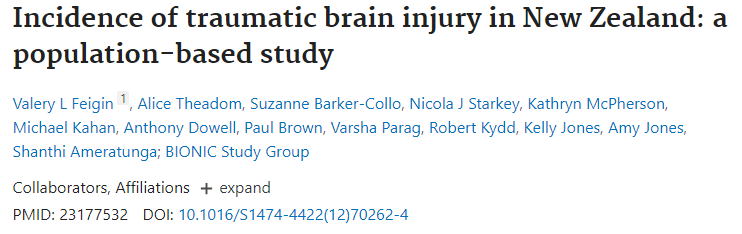 Incidence of traumatic brain injury in New Zealand: a
population-based study
Valery L Feigin 1, Alice Theadom, Suzanne Barker-Collo, Nicola J Starkey, Kathryn McPherson,
Michael Kahan, Anthony Dowell, Paul Brown, Varsha Parag, Robert Kydd, Kelly Jones, Amy Jones,
Shanthi Ameratunga; BIONIC Study Group
Collaborators, Affiliations + expand
PMID: 23177532 DOI: 10.1016/S1474-4422(12)70262-4